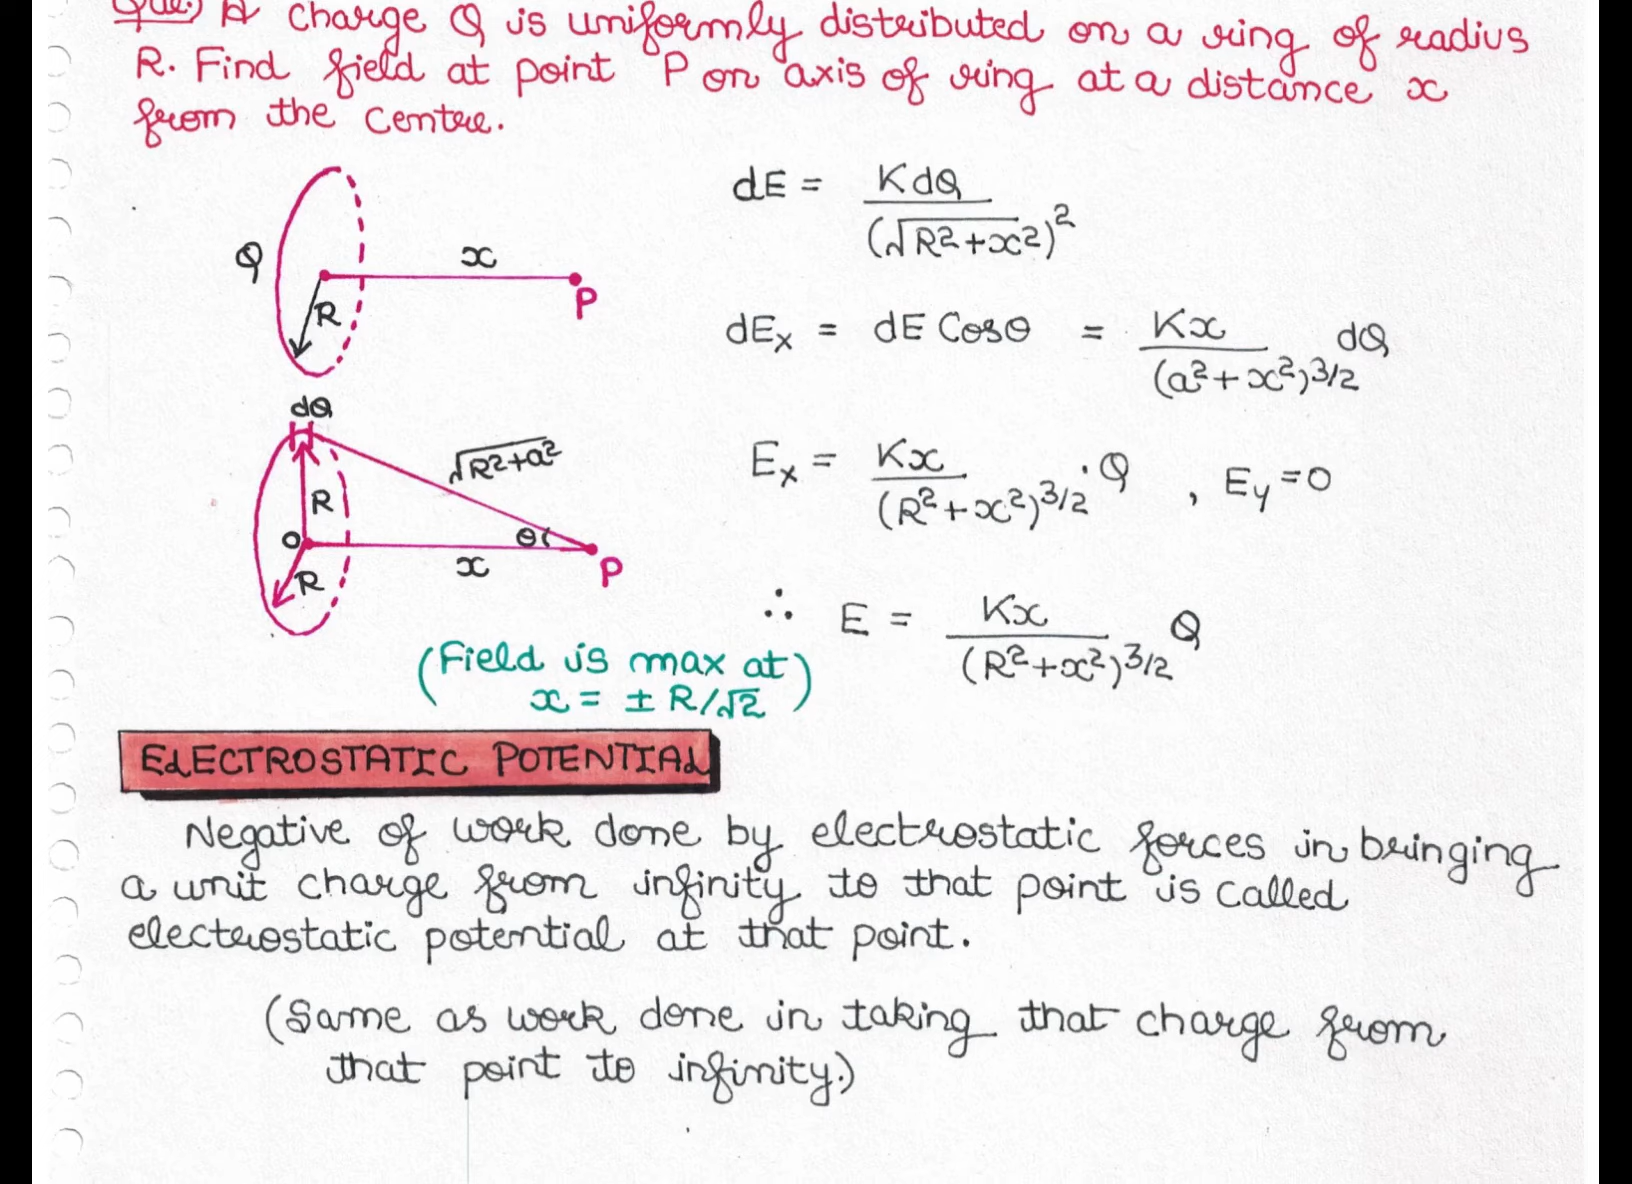 Que.) A charge Q is uniformly distributed on a ring of radius
R. Find field at point P on axis of ring at a distance x
from the centre.
Q
x
P
R
dE = KdQ / (√R²+x²)²
dEx = dE Cosθ = Kx / (a²+x²)3/2 dQ
dQ
√R²+a²
R
O
θ
x
P
R
Ex = Kx / (R²+x²)3/2 . Q , Ey=0
∴ E = Kx / (R²+x²)3/2 Q
(Field is max at
x = ± R/√2)
ELECTROSTATIC POTENTIAL
Negative of work done by electrostatic forces in bringing
a unit charge from infinity to that point is called
electrostatic potential at that point.
(Same as work done in taking that charge from
that point to infinity.)